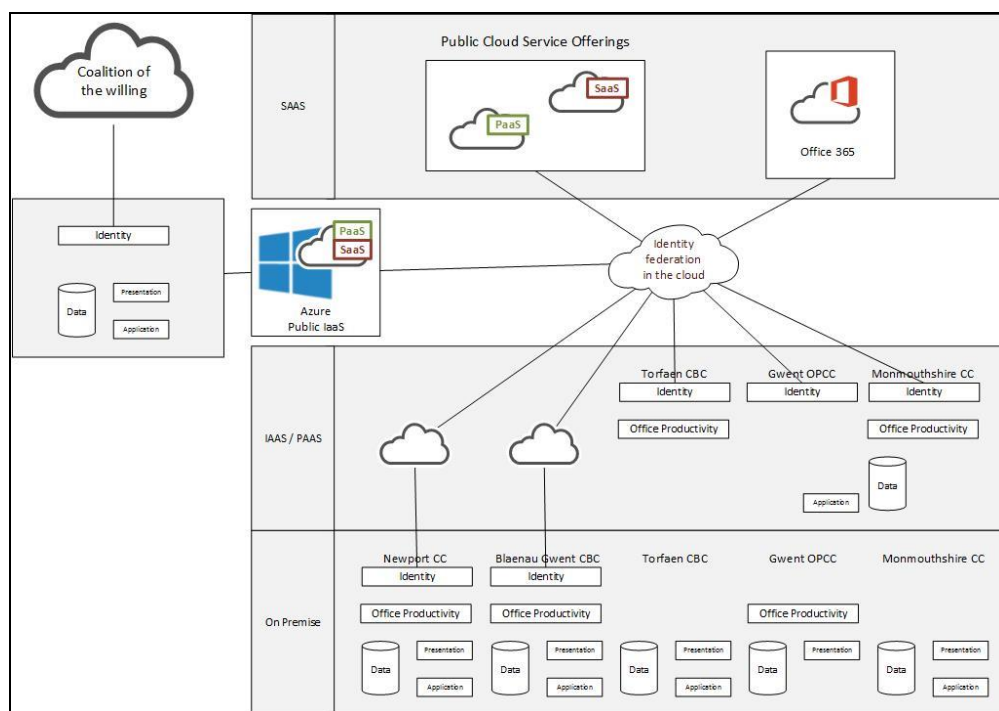 Coalition of
the willing
Identity
Data
Presentation
Application
SAAS
Public Cloud Service Offerings
PaaS
SaaS
Office 365
PaaS
SaaS
Azure
Public IaaS
Identity
federation
in the cloud
IAAS / PAAS
Torfaen CBC
Identity
Office Productivity
Gwent OPCC
Identity
Application
Monmouthshire CC
Identity
Office Productivity
Data
On Premise
Newport CC
Identity
Office Productivity
Data
Presentation
Application
Blaenau Gwent CBC
Identity
Office Productivity
Data
Presentation
Application
Torfaen CBC
Data
Presentation
Application
Gwent OPCC
Office Productivity
Data
Presentation
Monmouthshire CC
Data
Presentation
Application